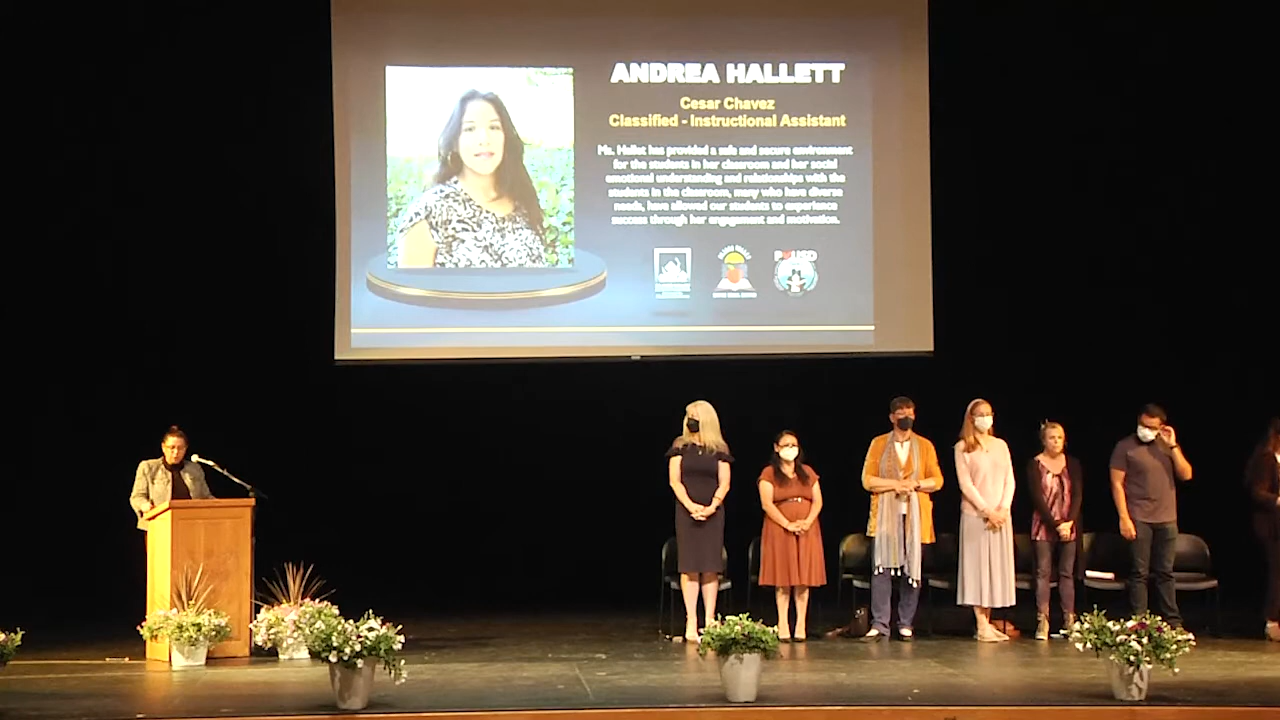 ANDREA HALLETT
Cesar Chavez
Classified - Instructional Assistant
Ms. Hallet has provided a safe and secure environment
for the students in her classroom and her social
emotional understanding and relationships with the
students in the classroom, many who have diverse
needs, have allowed our students to experience
success through her engagement and motivation.